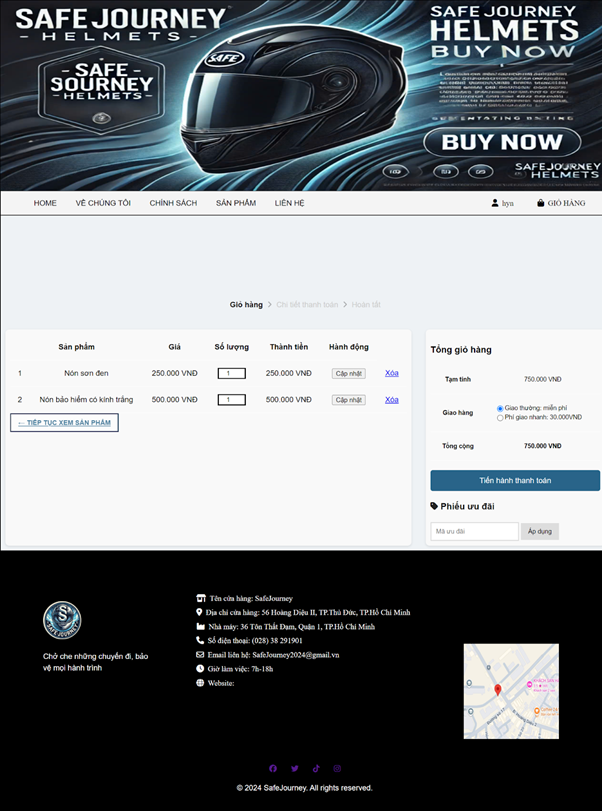 SAFE JOURNEY
- HELMETS -
- SAFE -
SOURNEY
- HELMETS -
SAFE
SAFE JOURNEY
HELMETS
BUY NOW
BUY NOW
SAFEJOURNEY
HELMETS
HOME VỀ CHÚNG TÔI CHÍNH SÁCH SẢN PHẨM LIÊN HỆ hyu GIỎ HÀNG
Giỏ hàng > Chi tiết thanh toán > Hoàn tất
Sản phẩm Giá Số lượng Thành tiền Hành động
1 Nón sơn đen 250.000 VNĐ 1 250.000 VNĐ Cập nhật Xóa
2 Nón bảo hiểm có kính trắng 500.000 VNĐ 1 500.000 VNĐ Cập nhật Xóa
← TIẾP TỤC XEM SẢN PHẨM
Tổng giỏ hàng
Tạm tính 750.000 VNĐ
Giao hàng Giao thường: miễn phí
Phí giao nhanh: 30.000VNĐ
Tổng cộng 750.000 VNĐ
Tiến hành thanh toán
Phiếu ưu đãi
Mã ưu đãi Áp dụng
SAFE JOURNEY
Chở che những chuyến đi, bảo
vệ mọi hành trình
Tên cửa hàng: SafeJourney
Địa chỉ cửa hàng: 56 Hoàng Diệu II, TP.Thủ Đức, TP.Hồ Chí Minh
Nhà máy: 36 Tôn Thất Đạm, Quận 1, TP.Hồ Chí Minh
Số điện thoại: (028) 38 291901
Email liên hệ: SafeJourney2024@gmail.vn
Giờ làm việc: 7h-18h
Website:
© 2024 SafeJourney. All rights reserved.